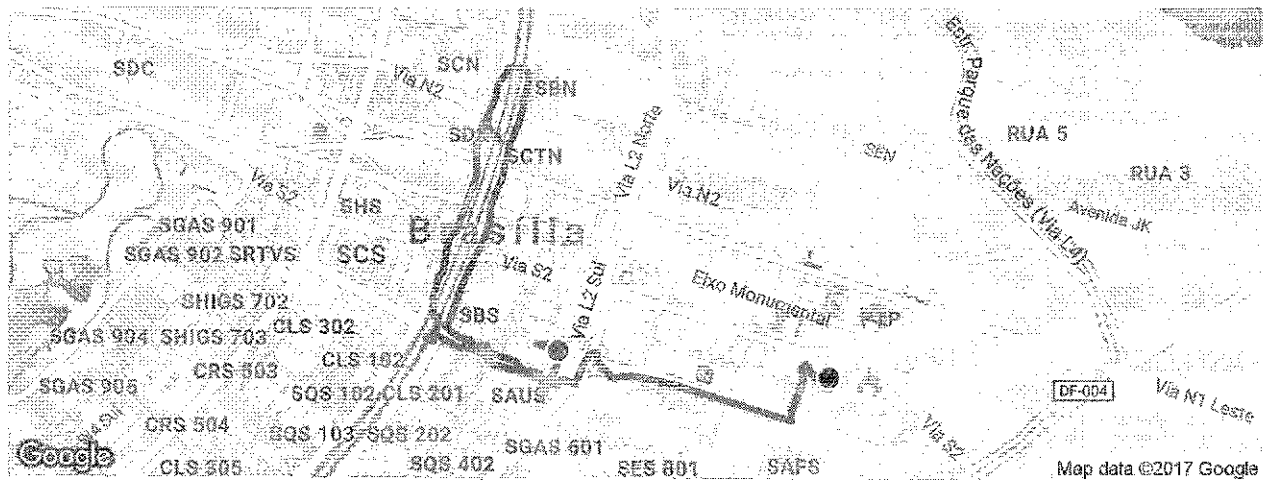 SDC
SCN
Via N2
SBN
SCTN
Via L2 Norte
SEN
Estr. Parque das Nações (Via L4)
RUA 5
RUA 3
Avenida JK
Via N2
Via S2
SHS
SGAS 901
SGAS 902 SRTVS
SCS
Brasília
Via S2
Via L2 Sul
Eixo Monumental
SHIGS 702
SBS
SGAS 904 SHIGS 703 CLS 302
CLS 102
CRS 503
SGAS 905
SQS 102 CLS 201
SAUS
DF-004
Via N1 Leste
CRS 504
SQS 103 SQS 202
SGAS 601
Via S2
Google
CLS 505
SQS 402
SES 801
SAFS
Map data ©2017 Google